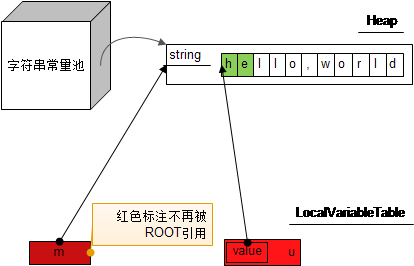 Heap
字符串常量池
string
h e l l o , w o r l d
红色标注不再被
ROOT引用
LocalVariableTable
m
value u